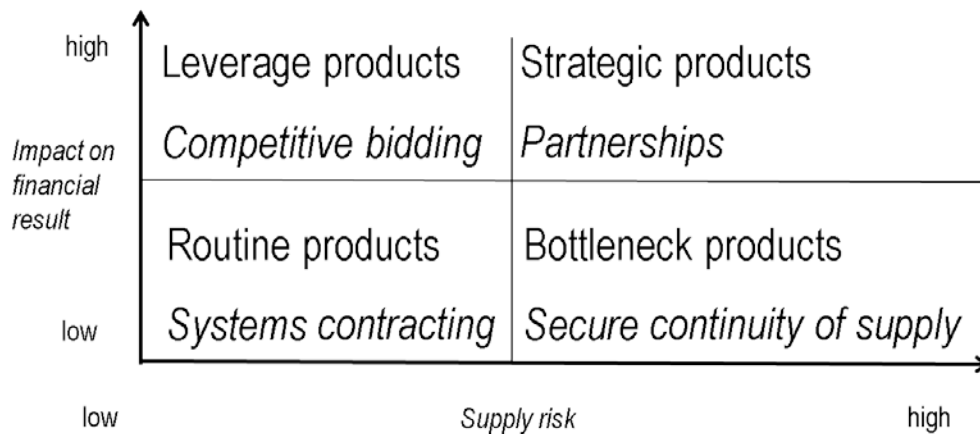 high
Leverage products
Strategic products
Competitive bidding
Partnerships
Impact on
financial
result
Routine products
Bottleneck products
low
Systems contracting
Secure continuity of supply
low
Supply risk
high